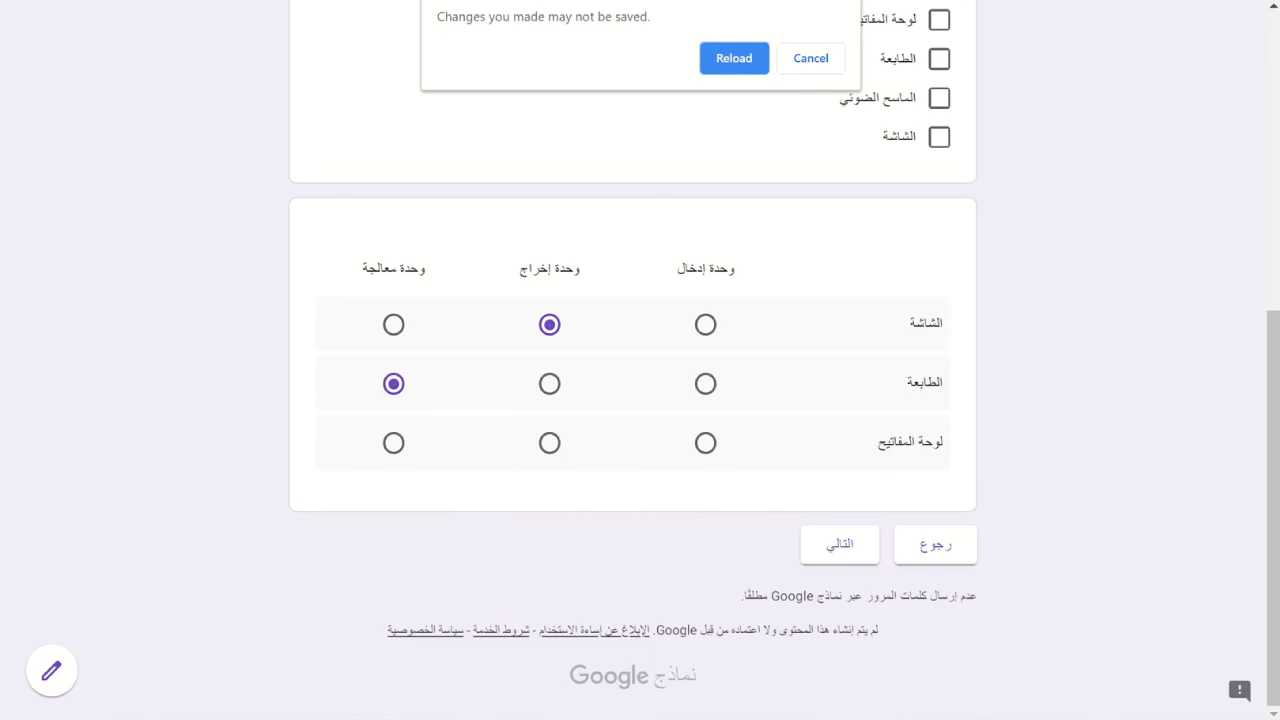 Changes you made may not be saved.
Reload
Cancel
الطابعة
الماسح الضوئي
الشاشة
وحدة إدخال
وحدة إخراج
وحدة معالجة
الشاشة
الطابعة
لوحة المفاتيح
رجوع
التالي
عدم إرسال كلمات المرور عبر نماذج Google مطلقًا.
لم يتم إنشاء هذا المحتوى ولا اعتماده من قِبل Google. الإبلاغ عن إساءة الاستخدام - شروط الخدمة - سياسة الخصوصية
نماذج Google